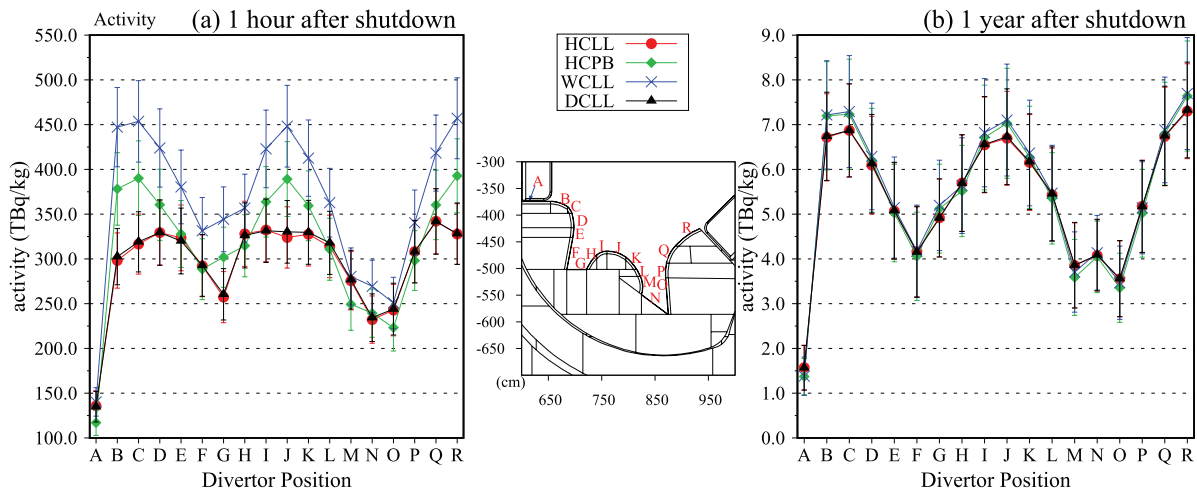 Activity
(a) 1 hour after shutdown
550.0
500.0
450.0
400.0
350.0
300.0
250.0
200.0
150.0
100.0
activity (TBq/kg)
A B C D E F G H I J K L M N O P Q R
Divertor Position
HCLL
HCPB
WCLL
DCLL
-300
-350
-400
-450
-500
-550
-600
-650
(cm)
650
750
850
950
A
B
C
D
E
F
G
H
I
J
K
L
M
N
O
P
Q
R
(b) 1 year after shutdown
9.0
8.0
7.0
6.0
5.0
4.0
3.0
2.0
1.0
0.0
activity (TBq/kg)
A B C D E F G H I J K L M N O P Q R
Divertor Position